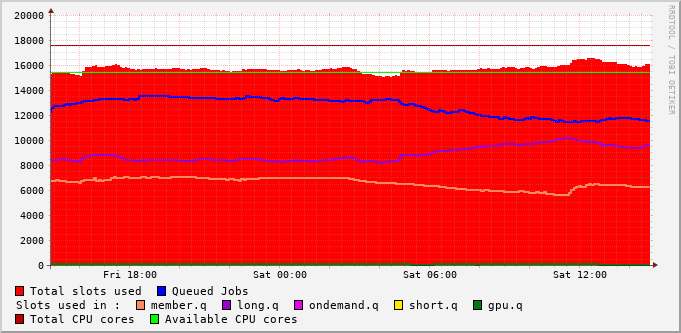 20000
18000
16000
14000
12000
10000
8000
6000
4000
2000
0
Fri 18:00 Sat 00:00 Sat 06:00 Sat 12:00
RRDTOOL / TOBI OETIKER
Total slots used Queued Jobs
Slots used in : member.q long.q ondemand.q short.q gpu.q
Total CPU cores Available CPU cores